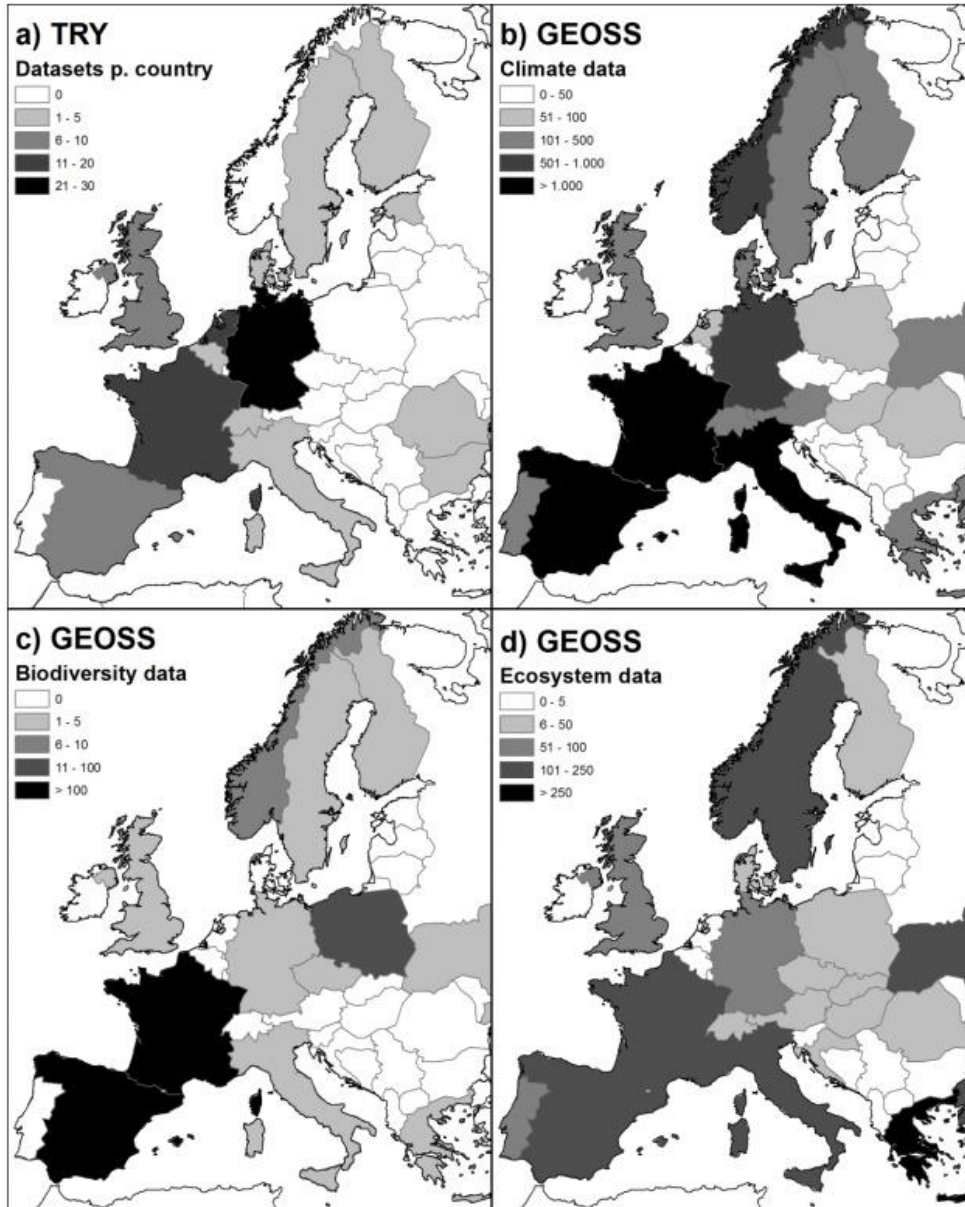 a) TRY
Datasets p. country
0
1 - 5
6 - 10
11 - 20
21 - 30
b) GEOSS
Climate data
0 - 50
51 - 100
101 - 500
501 - 1.000
> 1.000
c) GEOSS
Biodiversity data
0
1 - 5
6 - 10
11 - 100
> 100
d) GEOSS
Ecosystem data
0 - 5
6 - 50
51 - 100
101 - 250
> 250